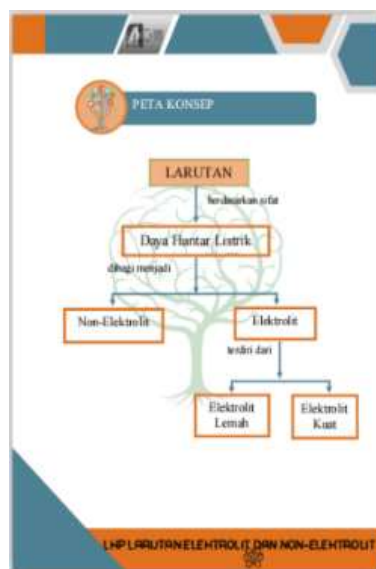 PETA KONSEP
LARUTAN
berdasarkan sifat
Daya Hantar Listrik
dibagi menjadi
Non-Elektrolit
Elektrolit
terdiri dari
Elektrolit
Lemah
Elektrolit
Kuat
LKP LARUTAN ELEKTROLIT DAN NON-ELEKTROLIT